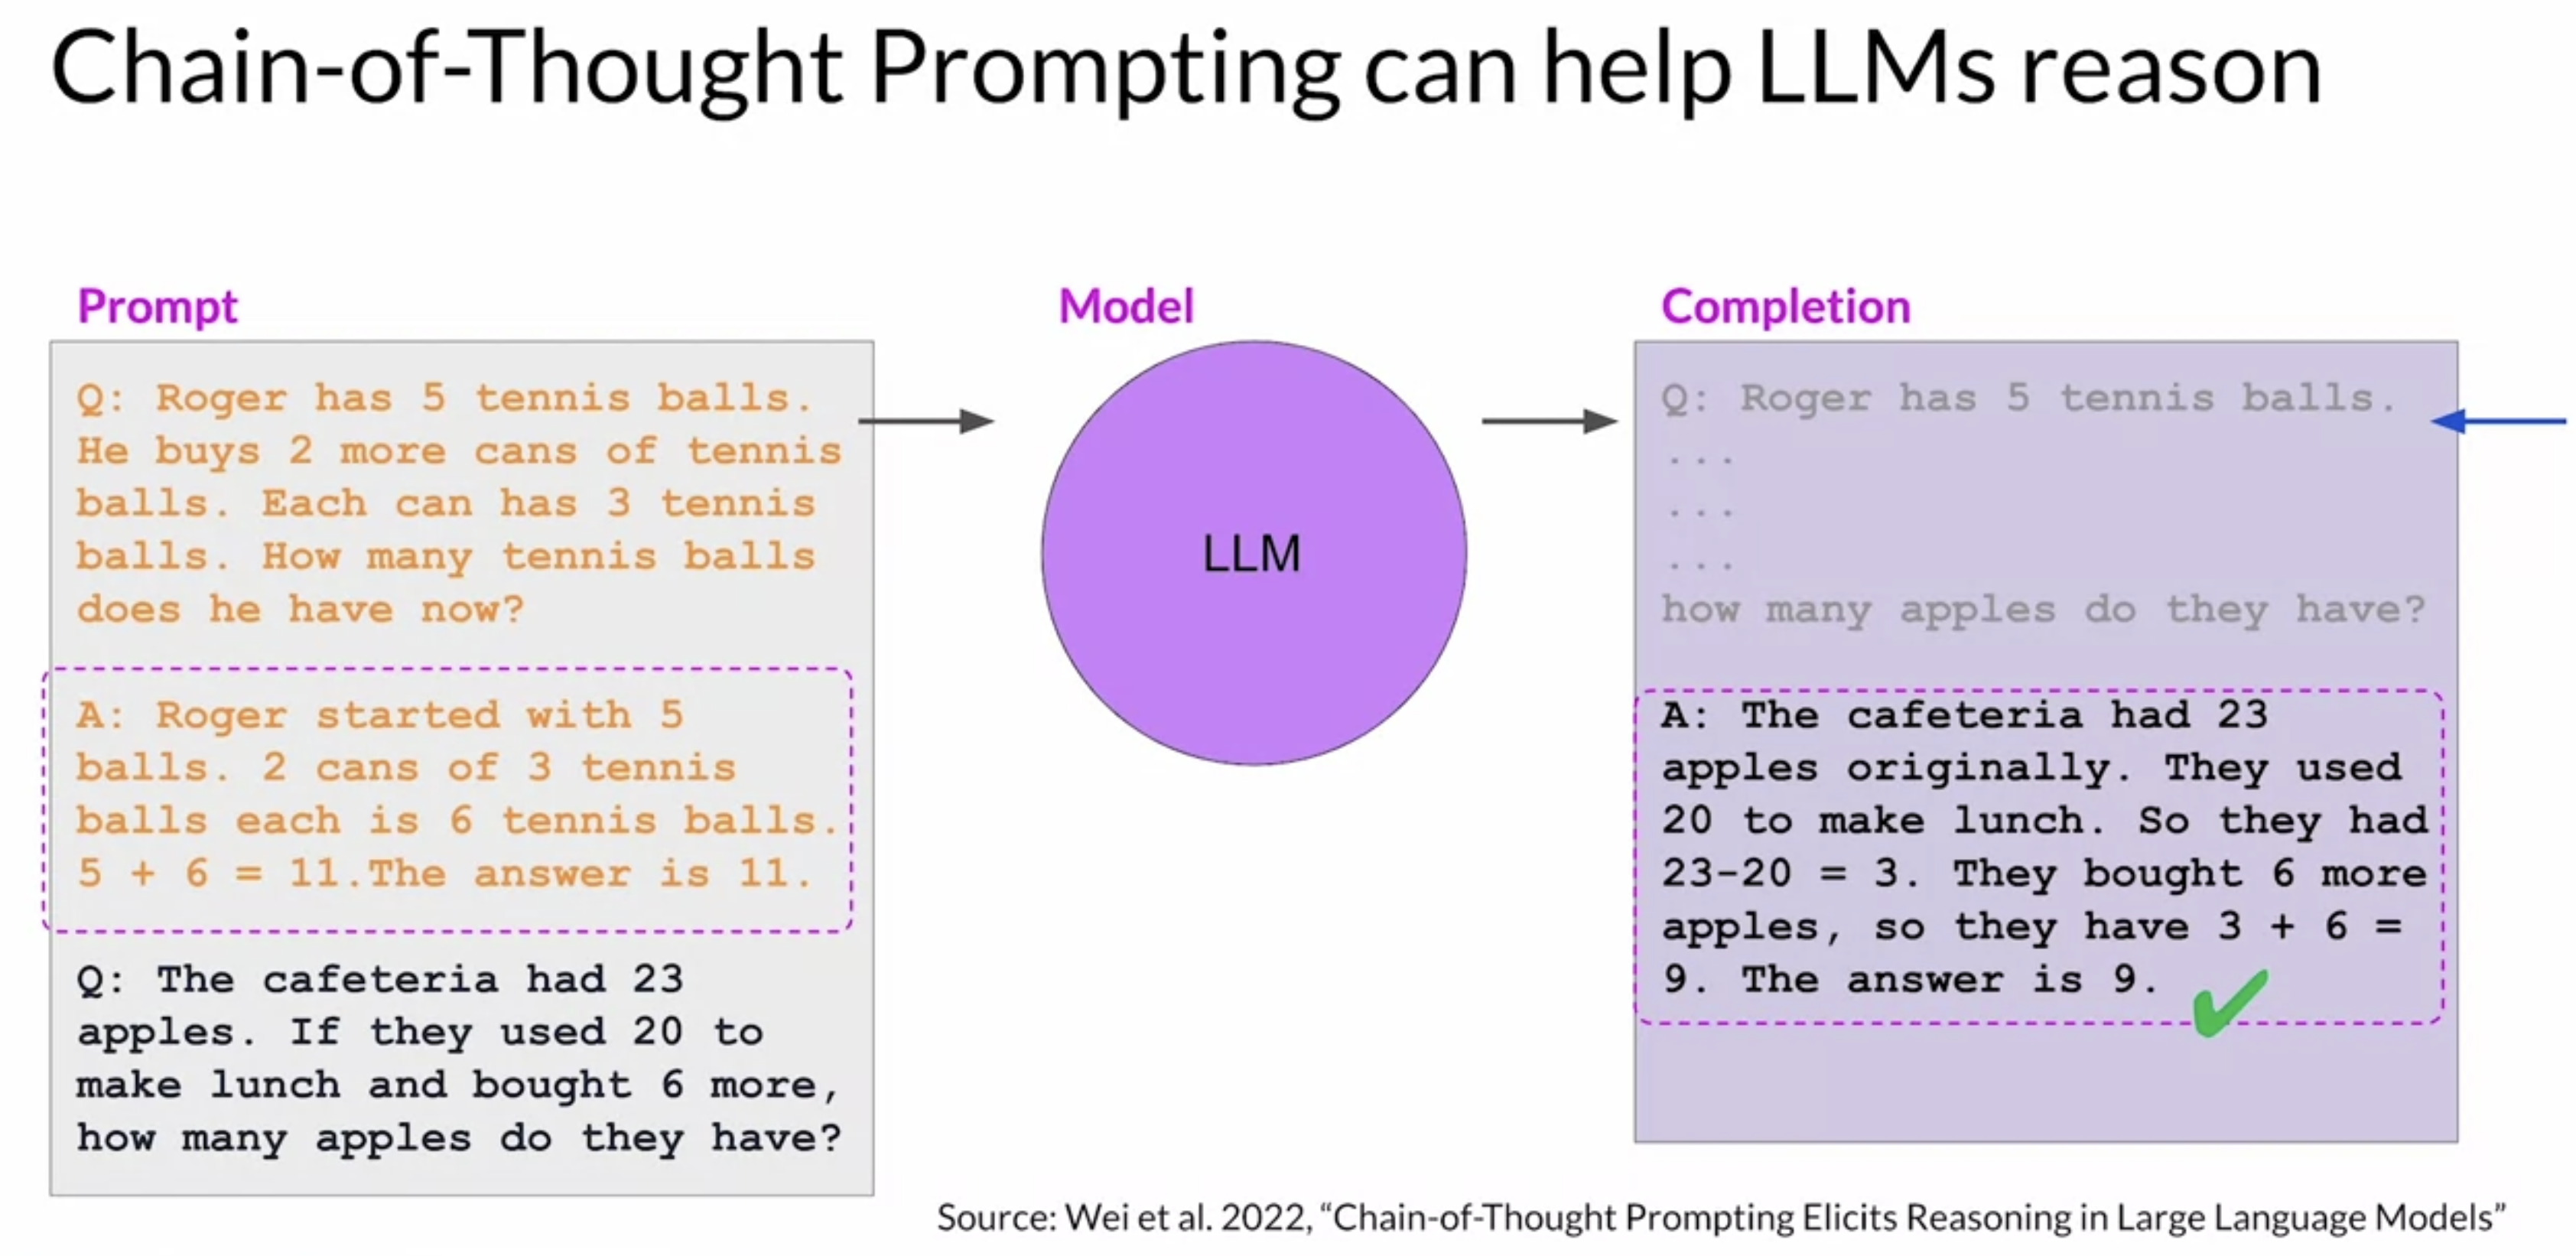 Chain-of-Thought Prompting can help LLMs reason
Prompt
Q: Roger has 5 tennis balls.
He buys 2 more cans of tennis
balls. Each can has 3 tennis
balls. How many tennis balls
does he have now?
A: Roger started with 5
balls. 2 cans of 3 tennis
balls each is 6 tennis balls.
5 + 6 = 11.The answer is 11.
Q: The cafeteria had 23
apples. If they used 20 to
make lunch and bought 6 more,
how many apples do they have?
Model
LLM
Completion
Q: Roger has 5 tennis balls.
...
...
...
how many apples do they have?
A: The cafeteria had 23
apples originally. They used
20 to make lunch. So they had
23-20 = 3. They bought 6 more
apples, so they have 3 + 6 =
9. The answer is 9.
Source: Wei et al. 2022, “Chain-of-Thought Prompting Elicits Reasoning in Large Language Models”